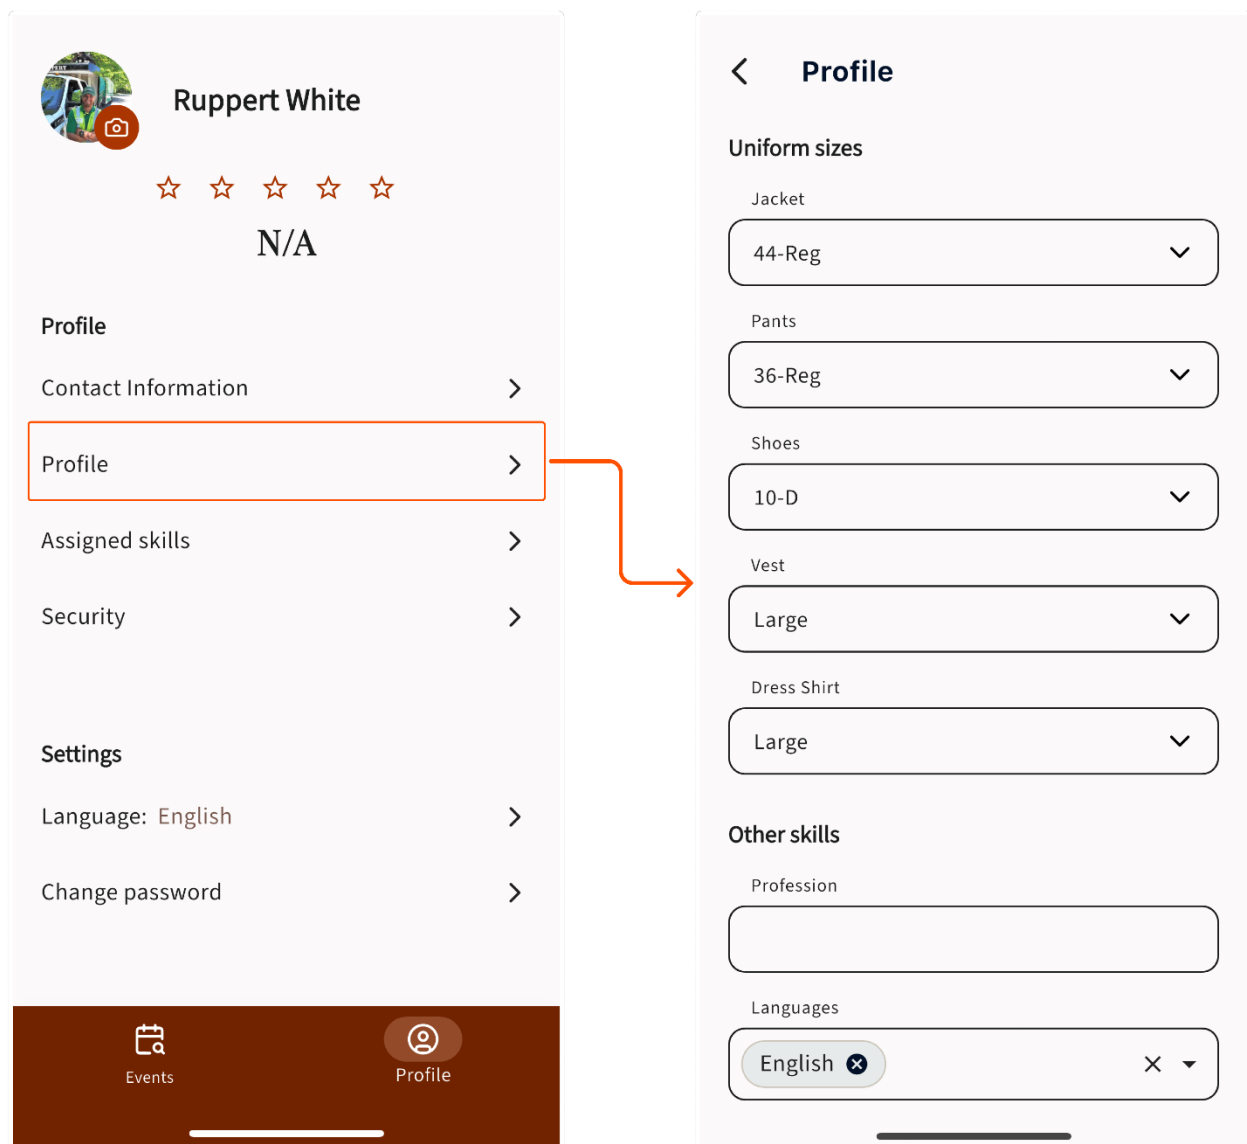 Ruppert White
N/A
Profile
Contact Information
Profile
Assigned skills
Security
Settings
Language: English
Change password
Events
Profile
Profile
Uniform sizes
Jacket
44-Reg
Pants
36-Reg
Shoes
10-D
Vest
Large
Dress Shirt
Large
Other skills
Profession
Languages
English